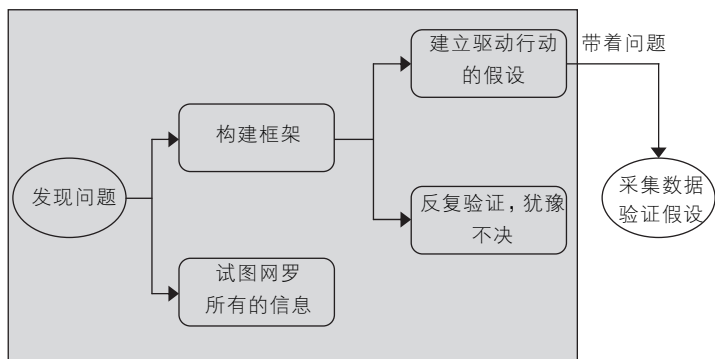 建立驱动行动
的假设
带着问题
构建框架
发现问题
反复验证，犹豫
不决
采集数据
验证假设
试图网罗
所有的信息